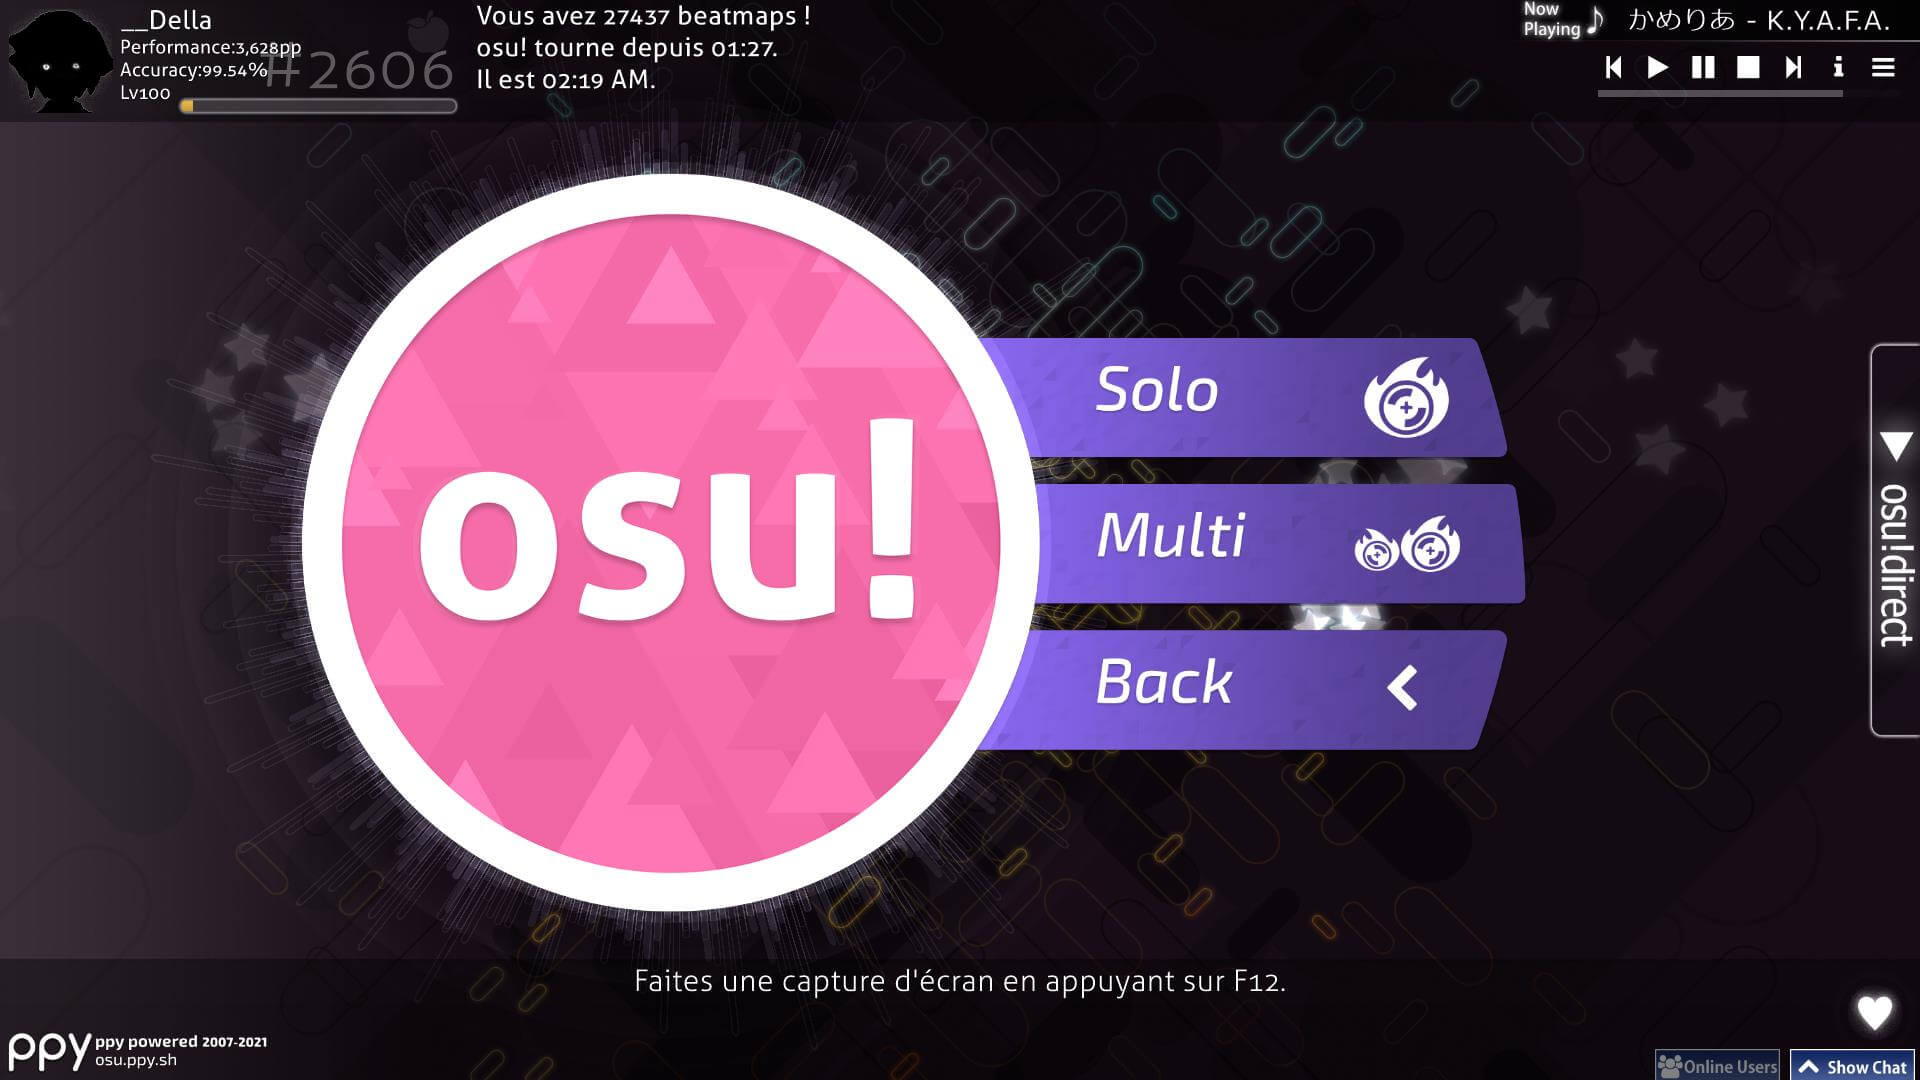 __Della
Performance:3,628pp
Accuracy:99.54%
Lv100
#2606
Vous avez 27437 beatmaps !
osu! tourne depuis 01:27.
Il est 02:19 AM.
Now
Playing
かめりあ - K.Y.A.F.A.
osu!
Solo
Multi
Back
osu!direct
Faites une capture d'écran en appuyant sur F12.
ppy
ppy powered 2007-2021
osu.ppy.sh
Online Users
Show Chat